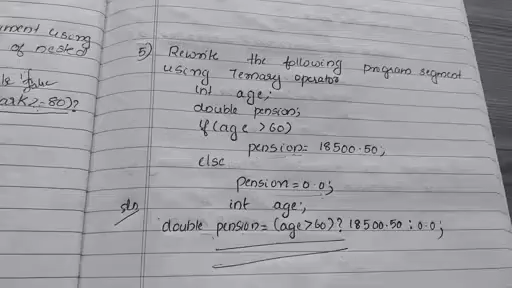 ment using
of nested
5) Rewrite the following program segment
using Ternary operator
int age;
double pension;
if(age >60)
pension= 18500.50;
else
pension=0.0;
sln
int age;
double pension= (age>60)? 18500.50 : 0.0;
ark>=80)?